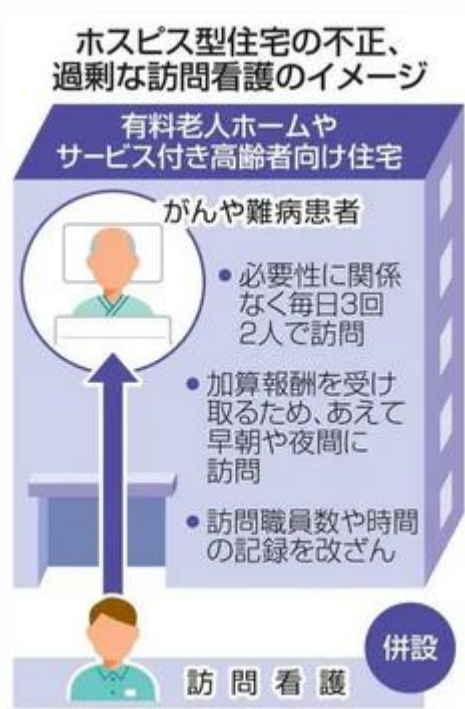 ホスピス型住宅の不正、
過剰な訪問看護のイメージ
有料老人ホームや
サービス付き高齢者向け住宅
がんや難病患者
●必要性に関係
なく毎日3回
2人で訪問
●加算報酬を受け
取るため、あえて
早朝や夜間に
訪問
●訪問職員数や時間
の記録を改ざん
併設
訪問看護